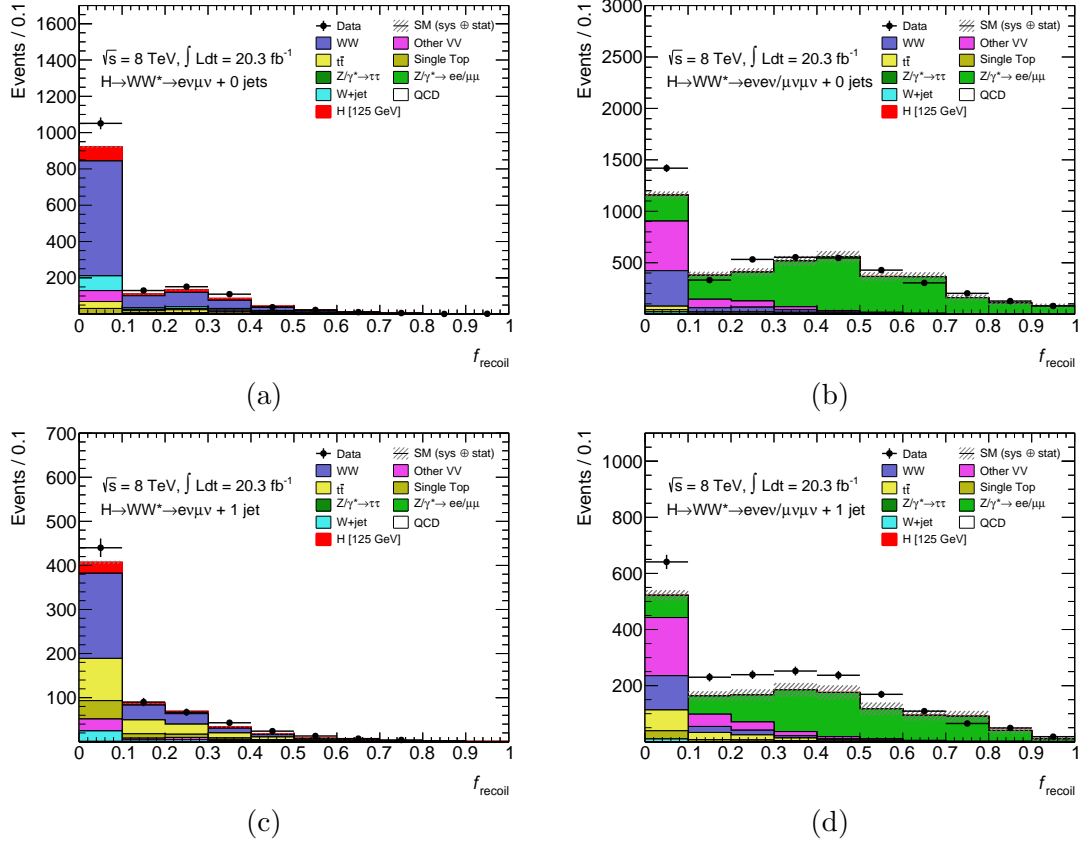 Events / 0.1
1600
1400
1200
1000
800
600
400
200
√s = 8 TeV, ∫ Ldt = 20.3 fb⁻¹
H→WW*→eνμν + 0 jets
Data
SM (sys ⊕ stat)
WW
Other VV
tt̄
Single Top
Z/γ*→ττ
Z/γ*→ ee/μμ
W+jet
QCD
H [125 GeV]
0 0.1 0.2 0.3 0.4 0.5 0.6 0.7 0.8 0.9 1
f_recoil
(a)
Events / 0.1
3000
2500
2000
1500
1000
500
√s = 8 TeV, ∫ Ldt = 20.3 fb⁻¹
H→WW*→eνeν/μνμν + 0 jets
Data
SM (sys ⊕ stat)
WW
Other VV
tt̄
Single Top
Z/γ*→ττ
Z/γ*→ ee/μμ
W+jet
QCD
H [125 GeV]
0 0.1 0.2 0.3 0.4 0.5 0.6 0.7 0.8 0.9 1
f_recoil
(b)
Events / 0.1
700
600
500
400
300
200
100
√s = 8 TeV, ∫ Ldt = 20.3 fb⁻¹
H→WW*→eνμν + 1 jet
Data
SM (sys ⊕ stat)
WW
Other VV
tt̄
Single Top
Z/γ*→ττ
Z/γ*→ ee/μμ
W+jet
QCD
H [125 GeV]
0 0.1 0.2 0.3 0.4 0.5 0.6 0.7 0.8 0.9 1
f_recoil
(c)
Events / 0.1
1000
800
600
400
200
√s = 8 TeV, ∫ Ldt = 20.3 fb⁻¹
H→WW*→eνeν/μνμν + 1 jet
Data
SM (sys ⊕ stat)
WW
Other VV
tt̄
Single Top
Z/γ*→ττ
Z/γ*→ ee/μμ
W+jet
QCD
H [125 GeV]
0 0.1 0.2 0.3 0.4 0.5 0.6 0.7 0.8 0.9 1
f_recoil
(d)